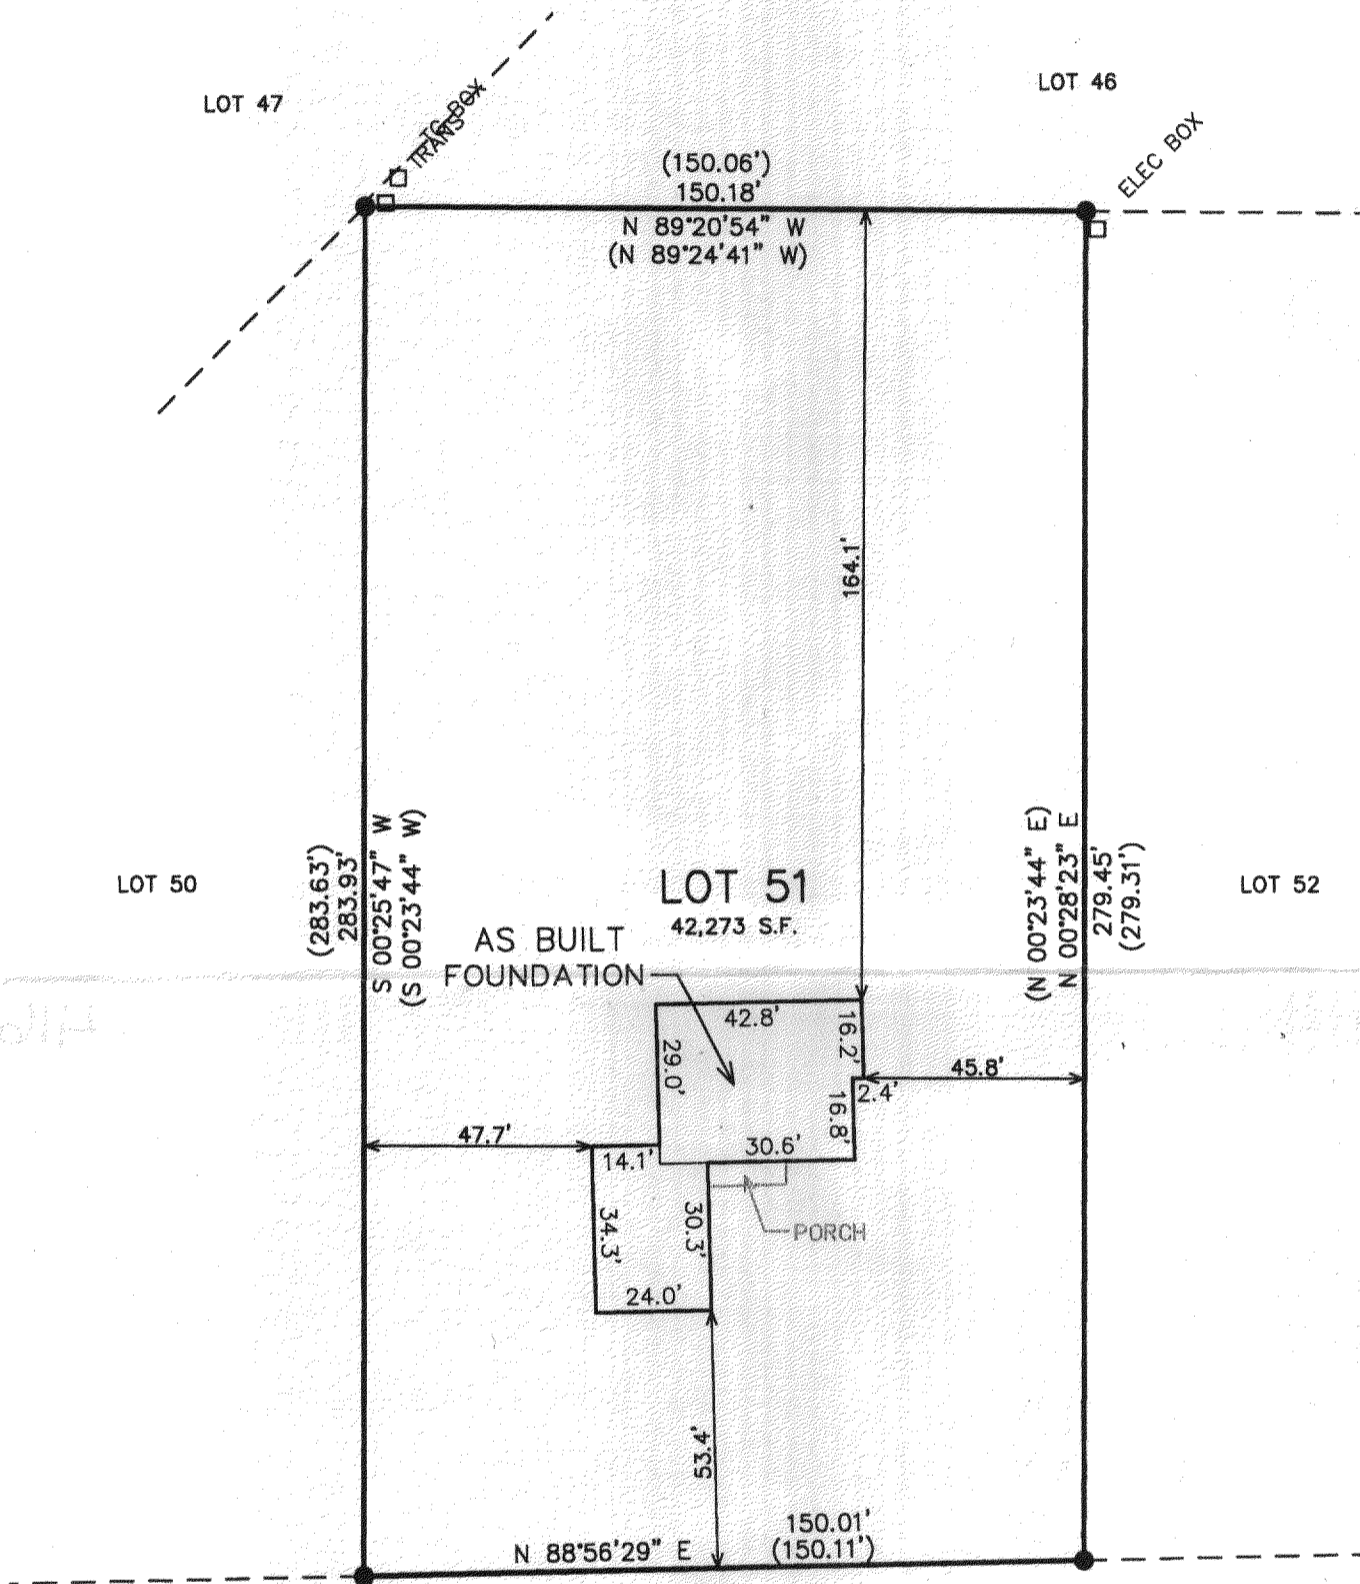 LOT 47
TC BOX
TRANS
LOT 46
ELEC BOX
(150.06')
150.18'
N 89°20'54" W
(N 89°24'41" W)
164.1'
LOT 50
(283.63')
283.93'
S 00°25'47" W
(S 00°23'44" W)
LOT 51
42,273 S.F.
AS BUILT
FOUNDATION
(N 00°23'44" E)
N 00°28'23" E
279.45'
(279.31')
LOT 52
42.8'
16.2'
29.0'
45.8'
2.4'
16.8'
47.7'
14.1'
30.6'
34.3'
30.3'
PORCH
24.0'
53.4'
150.01'
N 88°56'29" E
(150.11')